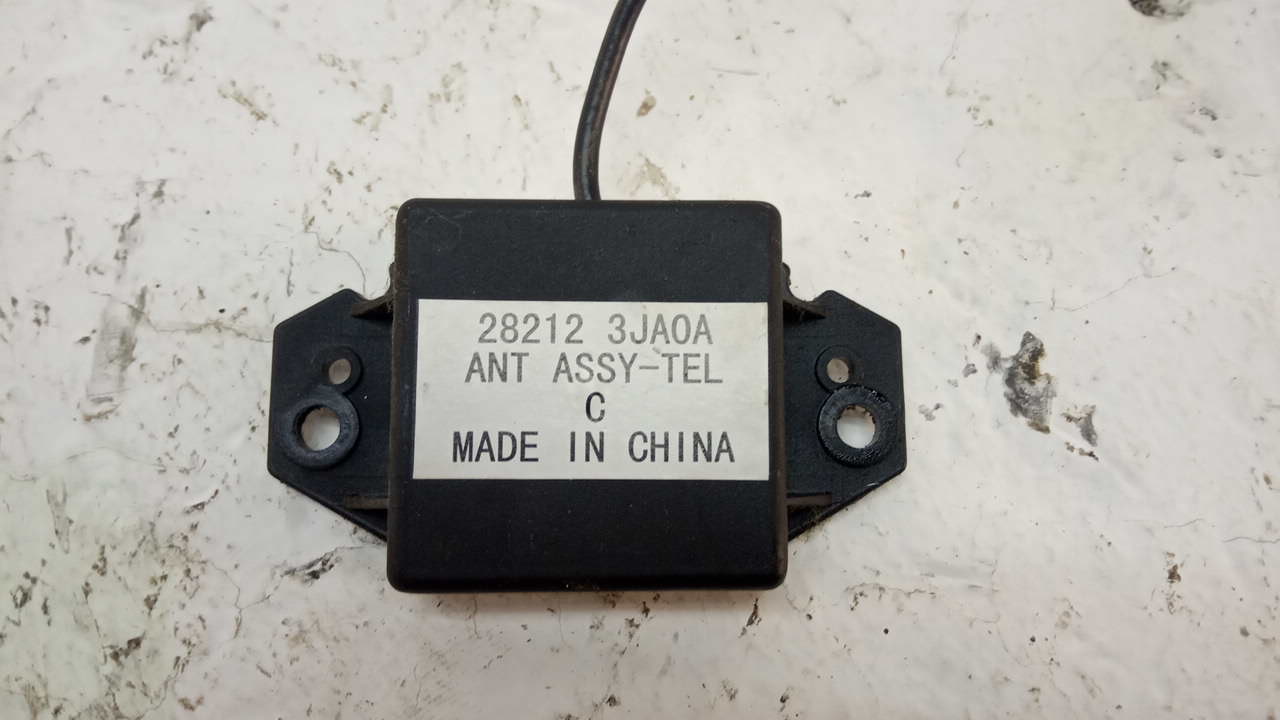 28212 3JA0A
ANT ASSY-TEL
C
MADE IN CHINA